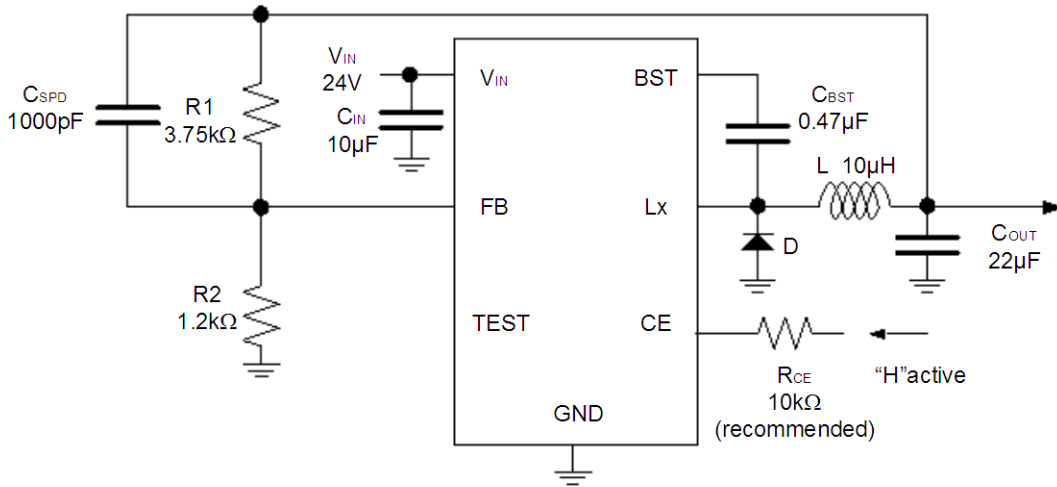 CSPD
1000pF
R1
3.75kΩ
VIN
24V
CIN
10µF
VIN
BST
CBST
0.47µF
L 10µH
FB
Lx
D
COUT
22µF
R2
1.2kΩ
TEST
CE
RCE
10kΩ
(recommended)
“H”active
GND